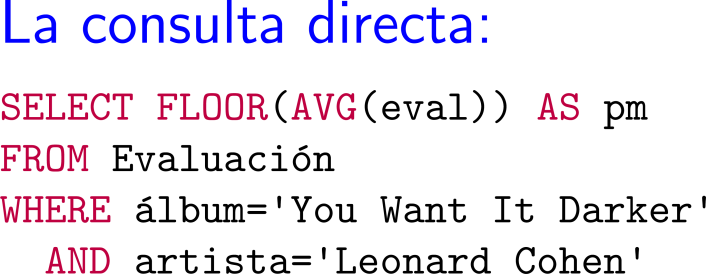 La consulta directa:
SELECT FLOOR(AVG(eval)) AS pm
FROM Evaluación
WHERE álbum='You Want It Darker'
AND artista='Leonard Cohen'